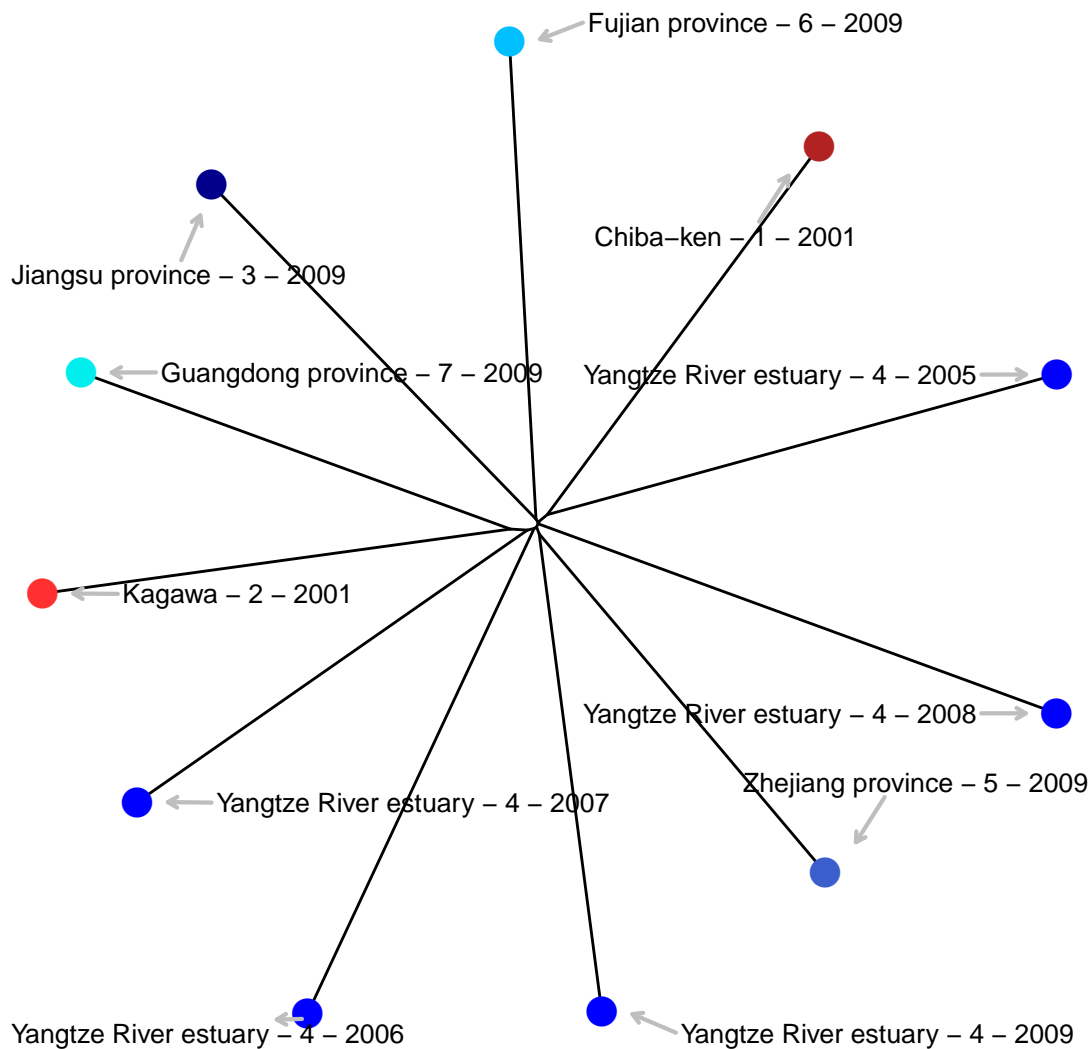 Fujian province – 6 – 2009
Chiba−ken – 1 – 2001
Jiangsu province – 3 – 2009
Guangdong province – 7 – 2009
Yangtze River estuary – 4 – 2005
Kagawa – 2 – 2001
Yangtze River estuary – 4 – 2008
Zhejiang province – 5 – 2009
Yangtze River estuary – 4 – 2007
Yangtze River estuary – 4 – 2006
Yangtze River estuary – 4 – 2009